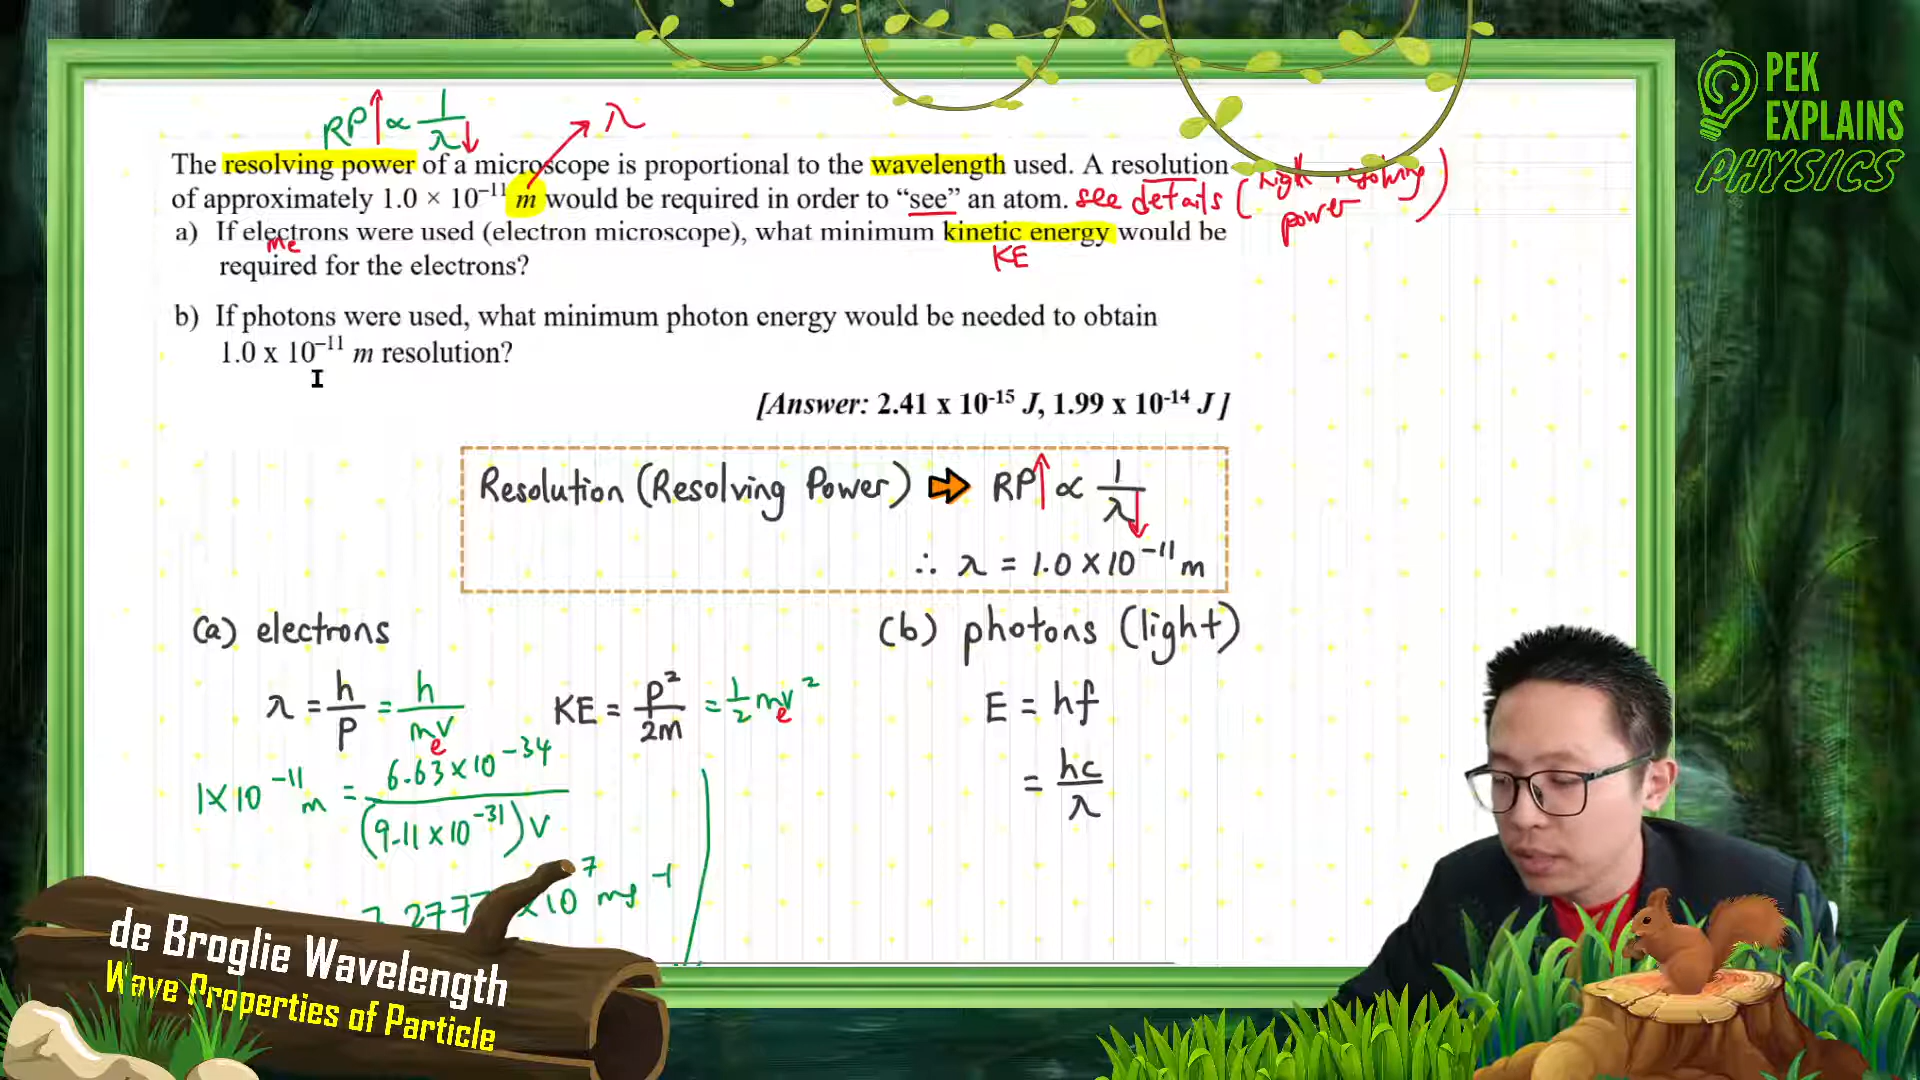 PEK
EXPLAINS
PHYSICS
RP ∝ 1/λ
λ
The resolving power of a microscope is proportional to the wavelength used. A resolution
of approximately 1.0 × 10⁻¹¹ m would be required in order to “see” an atom. see details (high resolving power)
a) If electrons were used (electron microscope), what minimum kinetic energy would be
me KE
required for the electrons?
b) If photons were used, what minimum photon energy would be needed to obtain
1.0 x 10⁻¹¹ m resolution?
[Answer: 2.41 x 10⁻¹⁵ J, 1.99 x 10⁻¹⁴ J]
Resolution (Resolving Power) RP ∝ 1/λ
∴ λ = 1.0 × 10⁻¹¹ m
(a) electrons
λ = h/P = h/mₑv
KE = P²/2m = 1/2 mₑv²
1×10⁻¹¹ m = 6.63×10⁻³⁴/(9.11×10⁻³¹)V
×10⁷ ms⁻¹
(b) photons (light)
E = hf
= hc/λ
de Broglie Wavelength
Wave Properties of Particle